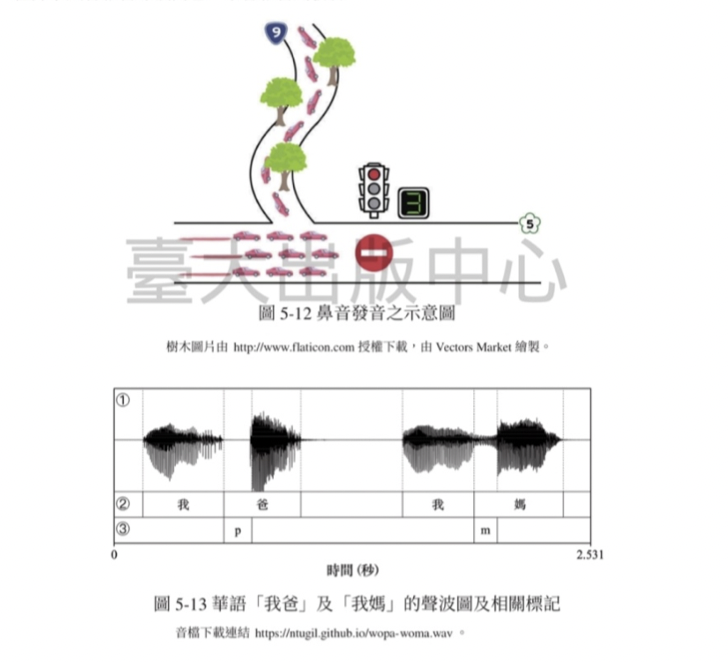 9
3
5
臺大出版中心
圖 5-12 鼻音發音之示意圖
樹木圖片由 http://www.flaticon.com 授權下載,由 Vectors Market 繪製。
①
② 我 爸 我 媽
③ p m
0 2.531
時間 (秒)
圖 5-13 華語「我爸」及「我媽」的聲波圖及相關標記
音檔下載連結 https://ntugil.github.io/wopa-woma.wav 。